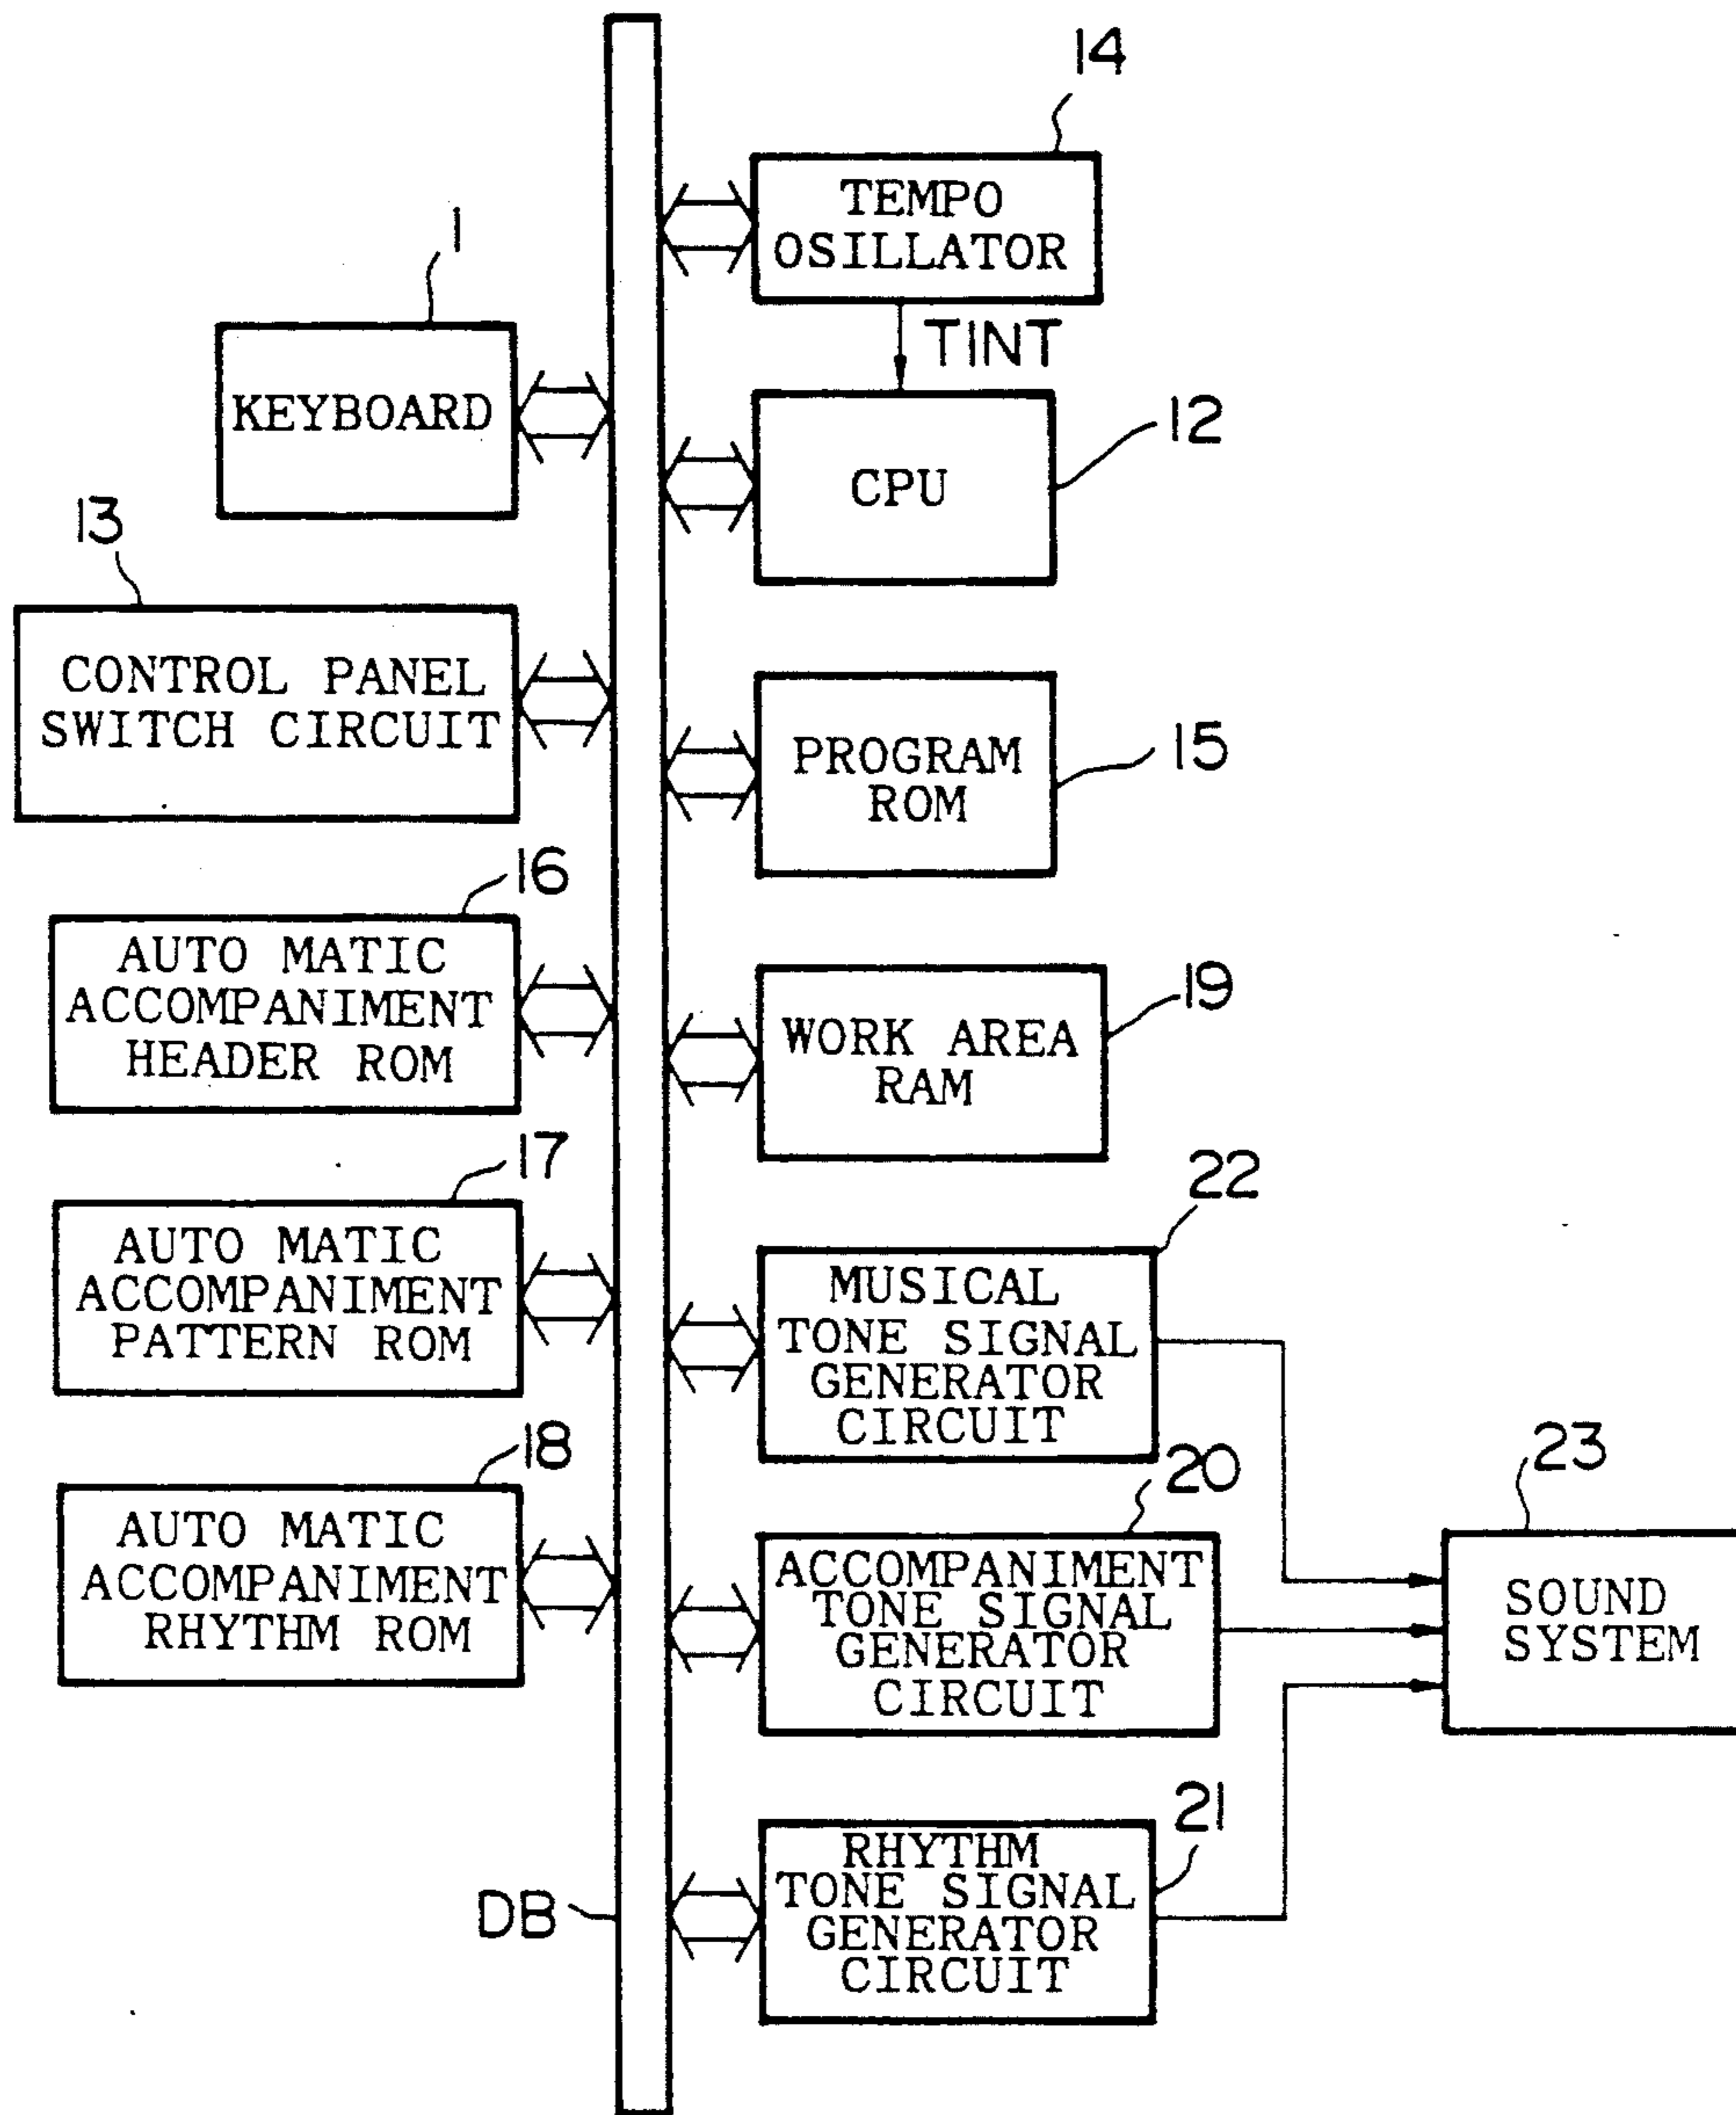 14
TEMPO
OSILLATOR
TINT
1
KEYBOARD
12
CPU
13
CONTROL PANEL
SWITCH CIRCUIT
15
PROGRAM
ROM
16
AUTO MATIC
ACCOMPANIMENT
HEADER ROM
19
WORK AREA
RAM
17
AUTO MATIC
ACCOMPANIMENT
PATTERN ROM
22
MUSICAL
TONE SIGNAL
GENERATOR
CIRCUIT
18
AUTO MATIC
ACCOMPANIMENT
RHYTHM ROM
20
ACCOMPANIMENT
TONE SIGNAL
GENERATOR
CIRCUIT
23
SOUND
SYSTEM
21
RHYTHM
TONE SIGNAL
GENERATOR
CIRCUIT
DB